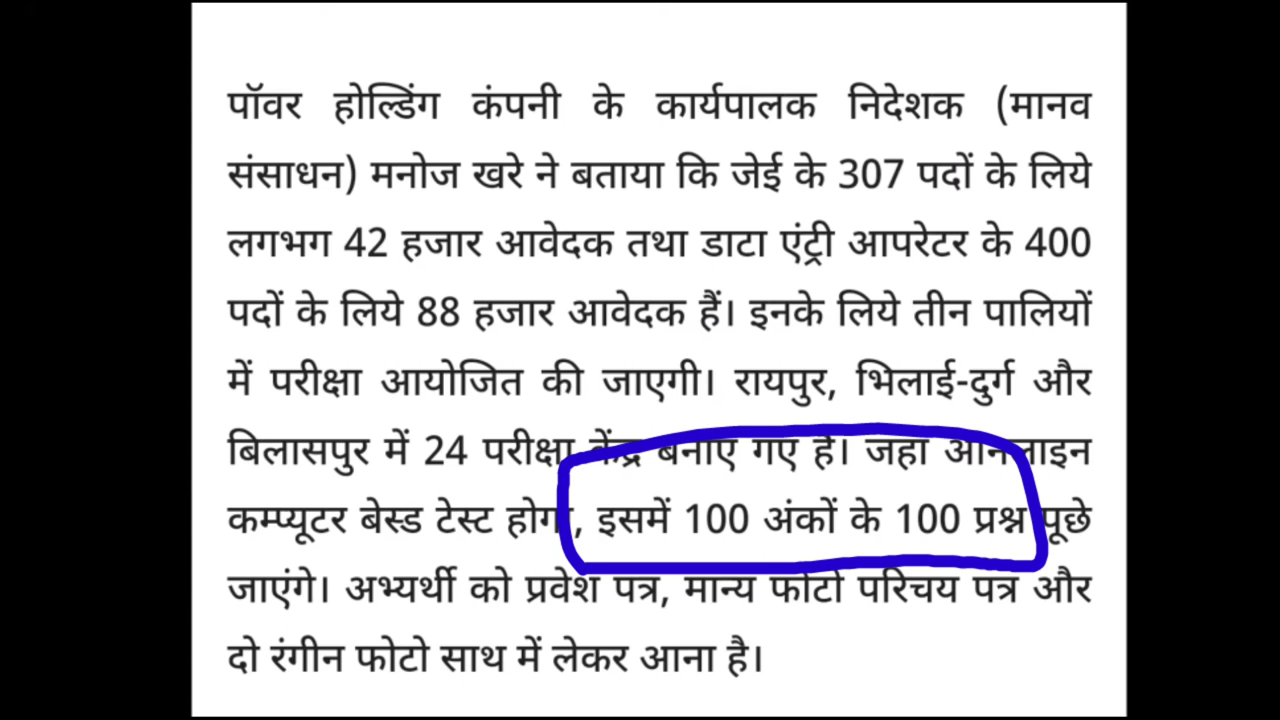 पॉवर होल्डिंग कंपनी के कार्यपालक निदेशक (मानव
संसाधन) मनोज खरे ने बताया कि जेई के 307 पदों के लिये
लगभग 42 हजार आवेदक तथा डाटा एंट्री आपरेटर के 400
पदों के लिये 88 हजार आवेदक हैं। इनके लिये तीन पालियों
में परीक्षा आयोजित की जाएगी। रायपुर, भिलाई-दुर्ग और
बिलासपुर में 24 परीक्षा केंद्र बनाए गए हैं। जहां ऑनलाइन
कम्प्यूटर बेस्ड टेस्ट होगा, इसमें 100 अंकों के 100 प्रश्न पूछे
जाएंगे। अभ्यर्थी को प्रवेश पत्र, मान्य फोटो परिचय पत्र और
दो रंगीन फोटो साथ में लेकर आना है।